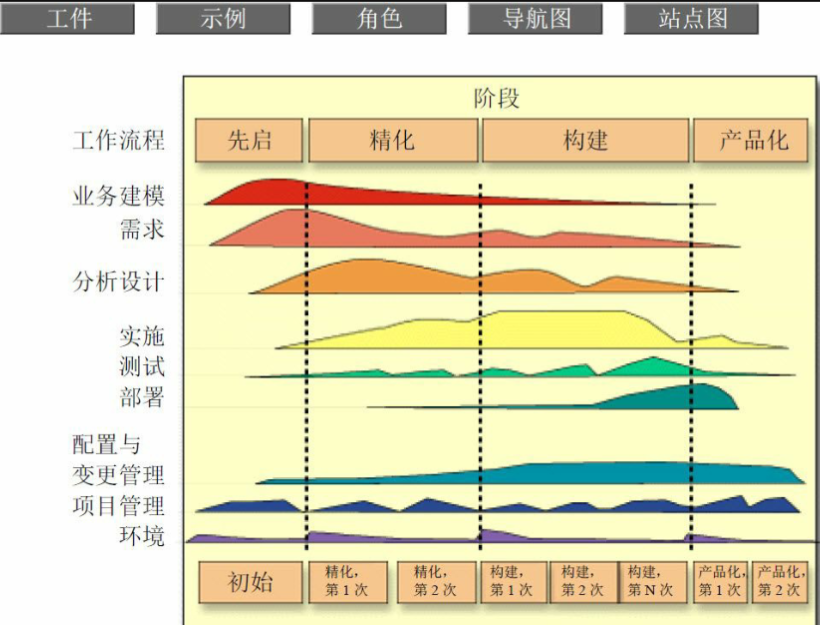 工件 示例 角色 导航图 站点图
阶段
工作流程 先启 精化 构建 产品化
业务建模
需求
分析设计
实施
测试
部署
配置与
变更管理
项目管理
环境
初始 精化, 精化, 构建, 构建, 构建, 产品化, 产品化,
第1次 第2次 第1次 第2次 第N次 第1次 第2次